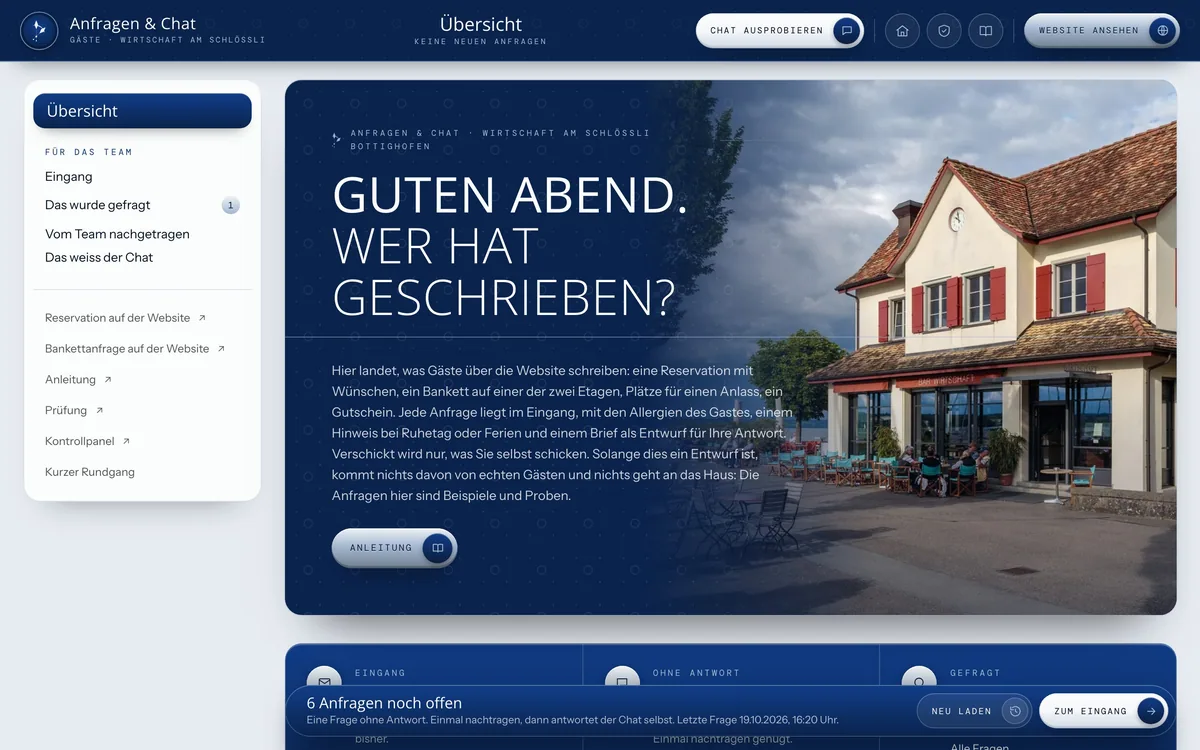 Anfragen & Chat
GÄSTE · WIRTSCHAFT AM SCHLÖSSLI
Übersicht
KEINE NEUEN ANFRAGEN
CHAT AUSPROBIEREN
WEBSITE ANSEHEN
Übersicht
FÜR DAS TEAM
Eingang
Das wurde gefragt 1
Vom Team nachgetragen
Das weiss der Chat
Reservation auf der Website ↗
Bankettanfrage auf der Website ↗
Anleitung ↗
Prüfung ↗
Kontrollpanel ↗
Kurzer Rundgang
ANFRAGEN & CHAT · WIRTSCHAFT AM SCHLÖSSLI
BOTTIGHOFEN
GUTEN ABEND.
WER HAT
GESCHRIEBEN?
Hier landet, was Gäste über die Website schreiben: eine Reservation mit
Wünschen, ein Bankett auf einer der zwei Etagen, Plätze für einen Anlass, ein
Gutschein. Jede Anfrage liegt im Eingang, mit den Allergien des Gastes, einem
Hinweis bei Ruhetag oder Ferien und einem Brief als Entwurf für Ihre Antwort.
Verschickt wird nur, was Sie selbst schicken. Solange dies ein Entwurf ist,
kommt nichts davon von echten Gästen und nichts geht an das Haus: Die
Anfragen hier sind Beispiele und Proben.
ANLEITUNG
BAR WIRTSCHAFT
EINGANG
OHNE ANTWORT
GEFRAGT
6 Anfragen noch offen
Eine Frage ohne Antwort. Einmal nachtragen, dann antwortet der Chat selbst. Letzte Frage 19.10.2026, 16:20 Uhr.
NEU LADEN
ZUM EINGANG
bisher.
Einmal nachtragen genügt.
Alle Fragen